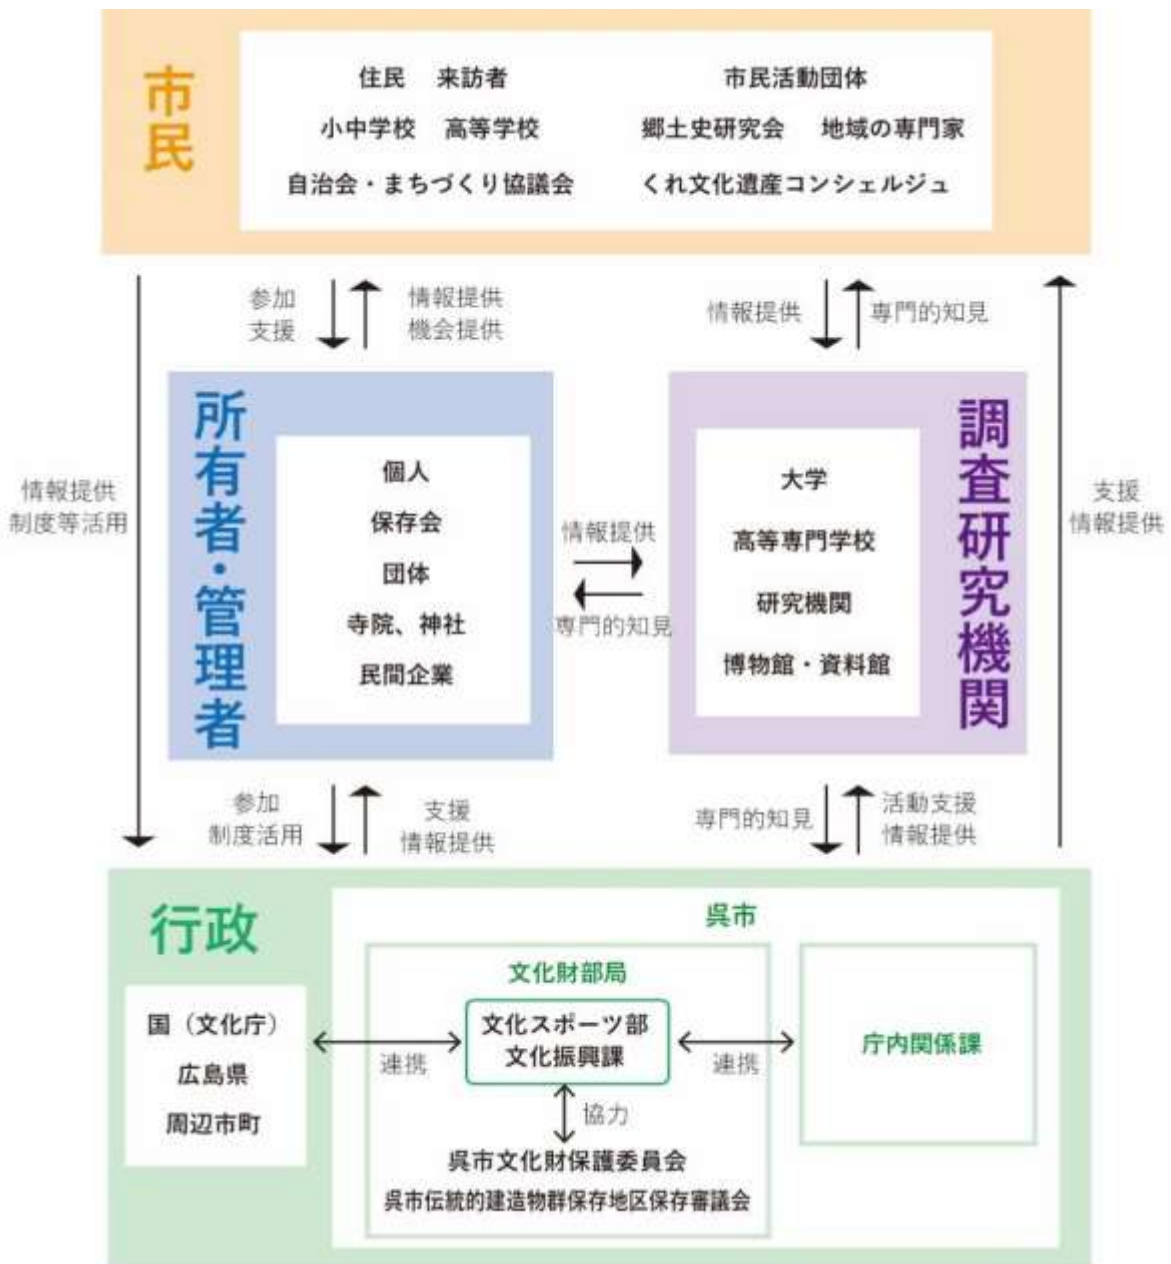 市民
住民 来訪者
市民活動団体
小中学校 高等学校
郷土史研究会 地域の専門家
自治会・まちづくり協議会
くれ文化遺産コンシェルジュ
参加
支援
情報提供
機会提供
情報提供
専門的知見
情報提供
制度等活用
所有者・管理者
個人
保存会
団体
寺院、神社
民間企業
情報提供
専門的知見
調査研究機関
大学
高等専門学校
研究機関
博物館・資料館
支援
情報提供
参加
制度活用
支援
情報提供
専門的知見
活動支援
情報提供
行政
国（文化庁）
広島県
周辺市町
呉市
文化財部局
文化スポーツ部
文化振興課
連携
連携
協力
呉市文化財保護委員会
呉市伝統的建造物群保存地区保存審議会
庁内関係課